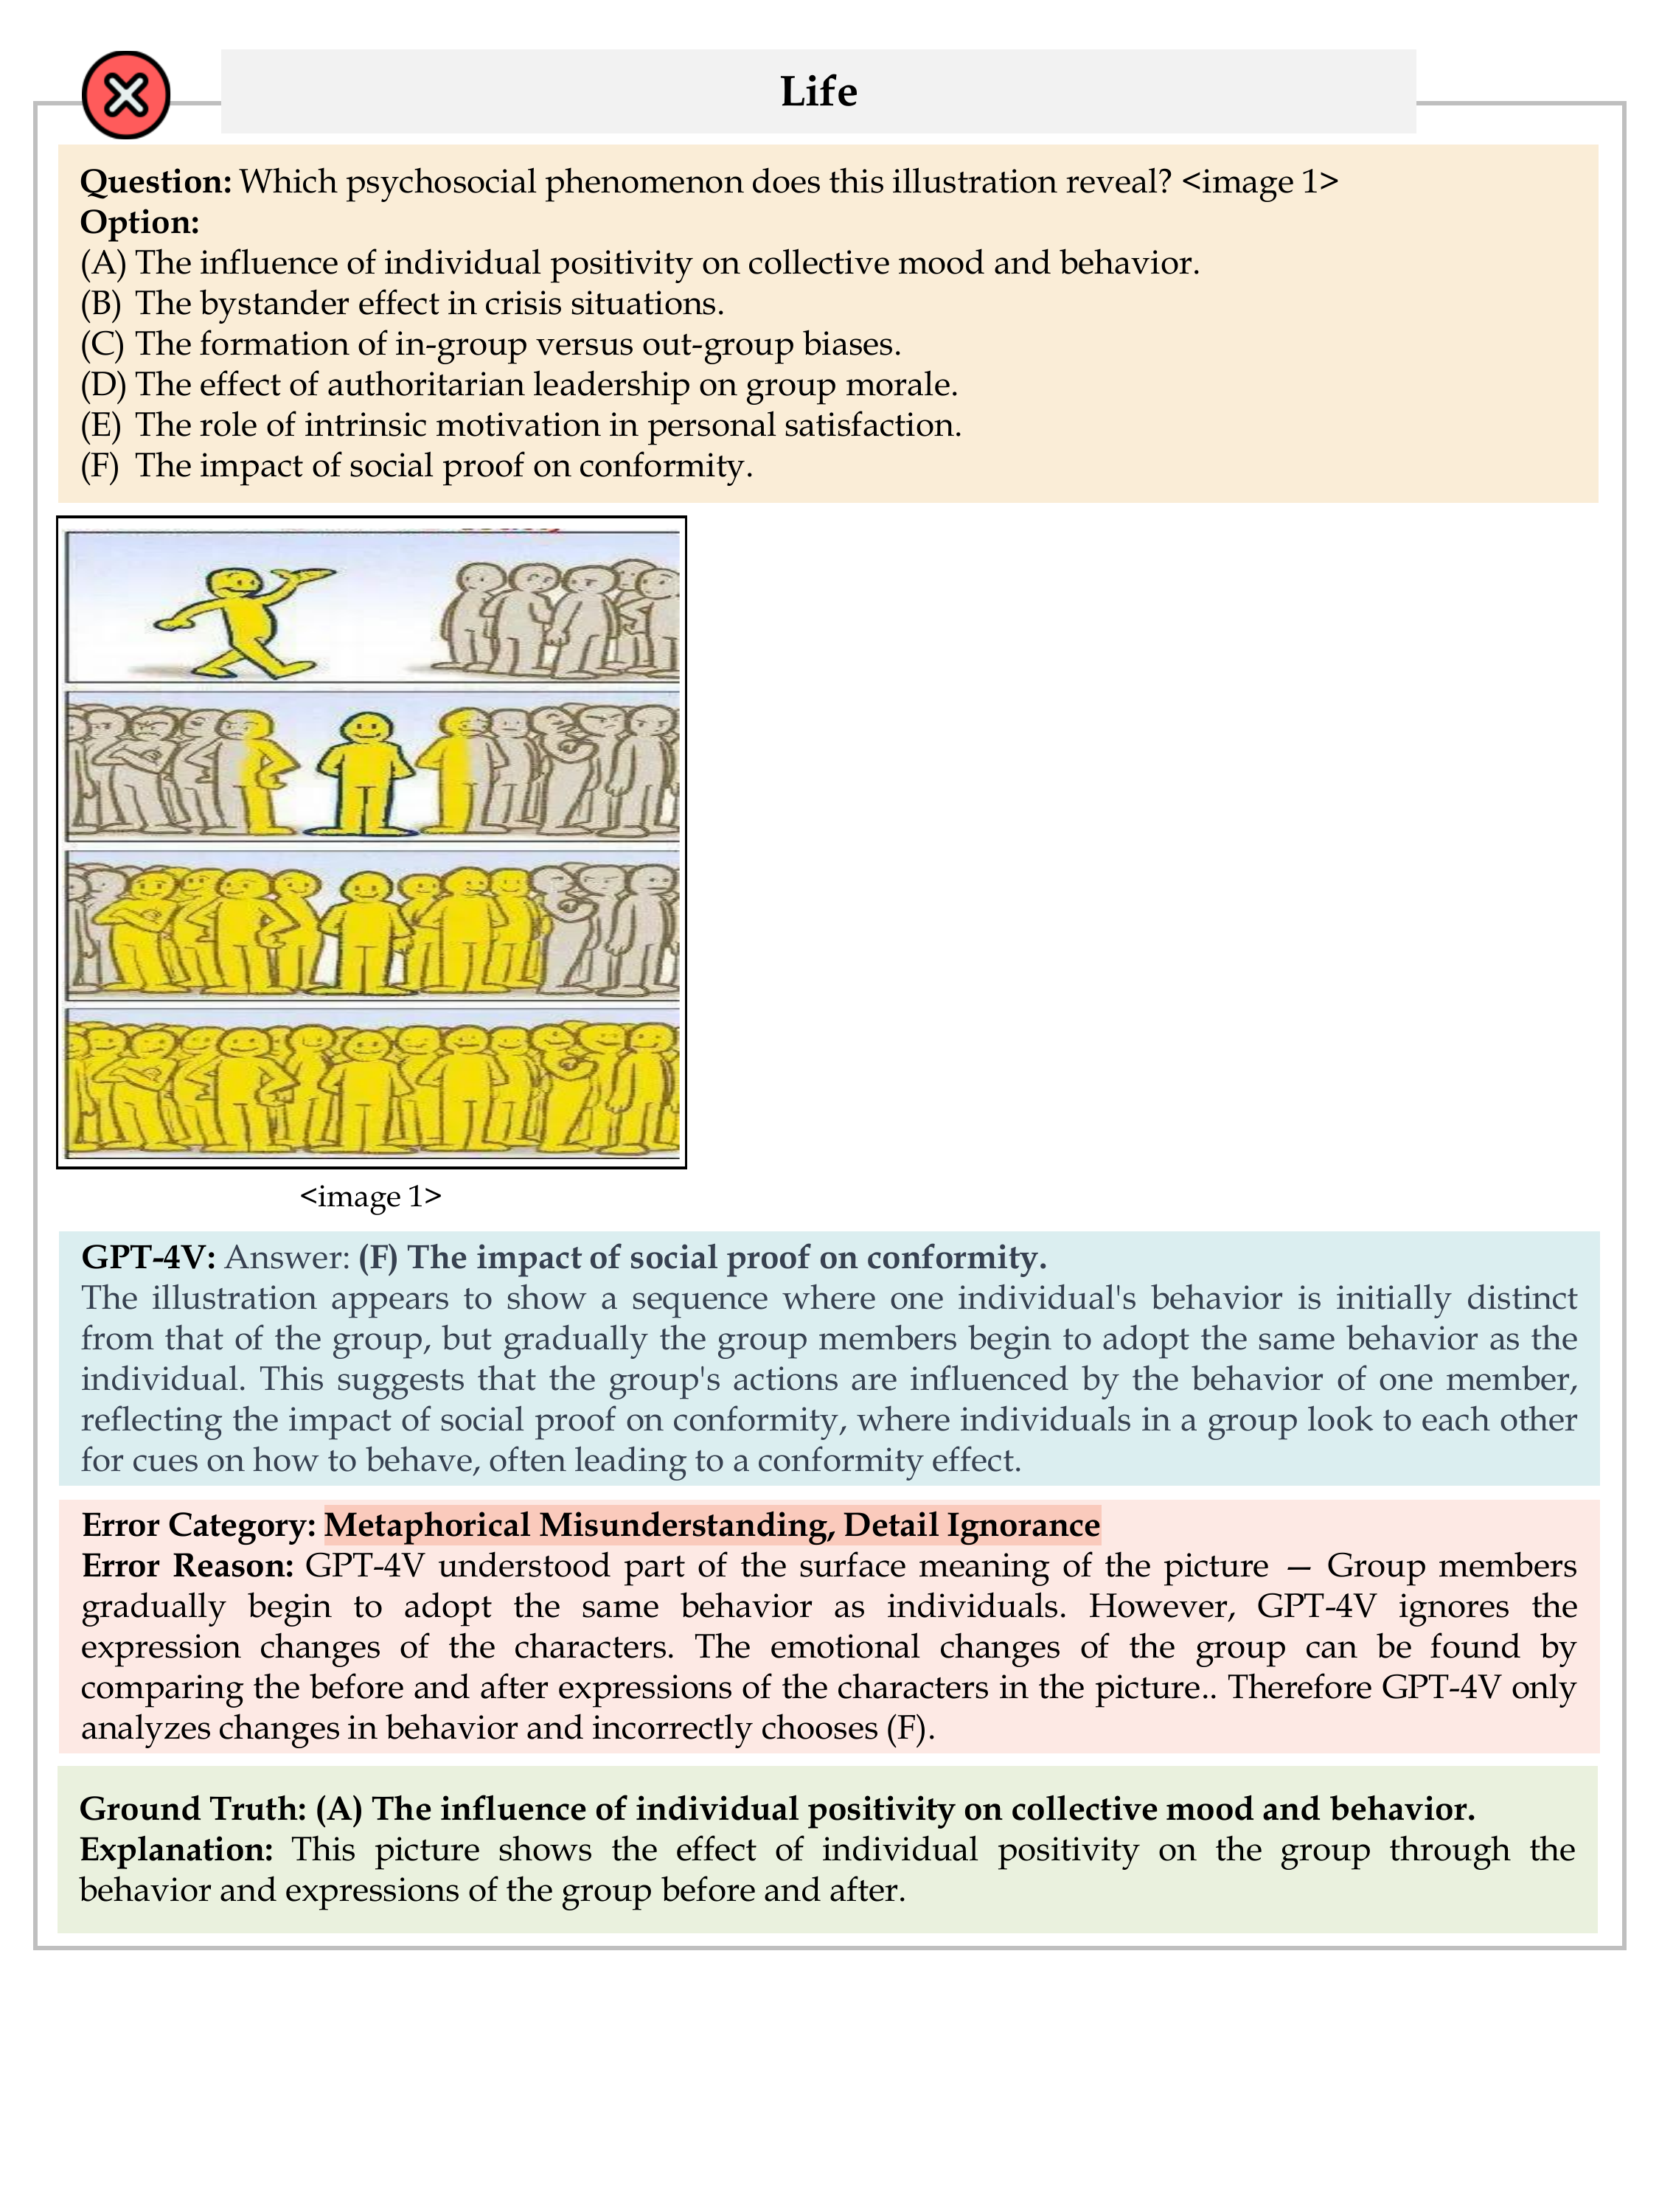 Life
Question: Which psychosocial phenomenon does this illustration reveal? <image 1>
Option:
(A) The influence of individual positivity on collective mood and behavior.
(B) The bystander effect in crisis situations.
(C) The formation of in-group versus out-group biases.
(D) The effect of authoritarian leadership on group morale.
(E) The role of intrinsic motivation in personal satisfaction.
(F) The impact of social proof on conformity.
<image 1>
GPT-4V: Answer: (F) The impact of social proof on conformity.
The illustration appears to show a sequence where one individual's behavior is initially distinct
from that of the group, but gradually the group members begin to adopt the same behavior as the
individual. This suggests that the group's actions are influenced by the behavior of one member,
reflecting the impact of social proof on conformity, where individuals in a group look to each other
for cues on how to behave, often leading to a conformity effect.
Error Category: Metaphorical Misunderstanding, Detail Ignorance
Error Reason: GPT-4V understood part of the surface meaning of the picture — Group members
gradually begin to adopt the same behavior as individuals. However, GPT-4V ignores the
expression changes of the characters. The emotional changes of the group can be found by
comparing the before and after expressions of the characters in the picture.. Therefore GPT-4V only
analyzes changes in behavior and incorrectly chooses (F).
Ground Truth: (A) The influence of individual positivity on collective mood and behavior.
Explanation: This picture shows the effect of individual positivity on the group through the
behavior and expressions of the group before and after.